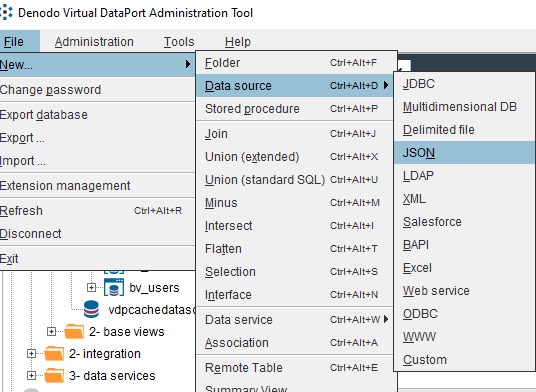 Denodo Virtual DataPort Administration Tool
File Administration Tools Help
New...
Change password
Export database
Export ...
Import ...
Extension management
Refresh Ctrl+Alt+R
Disconnect
Exit
Folder Ctrl+Alt+F
Data source Ctrl+Alt+D
Stored procedure Ctrl+Alt+P
Join Ctrl+Alt+J
Union (extended) Ctrl+Alt+X
Union (standard SQL) Ctrl+Alt+U
Minus Ctrl+Alt+M
Intersect Ctrl+Alt+I
Flatten Ctrl+Alt+T
Selection Ctrl+Alt+S
Interface Ctrl+Alt+N
Data service Ctrl+Alt+W
Association Ctrl+Alt+A
Remote Table Ctrl+Alt+E
Summary View
JDBC
Multidimensional DB
Delimited file
JSON
LDAP
XML
Salesforce
BAPI
Excel
Web service
ODBC
WWW
Custom
bv_users
vdpcachedataso
2- base views
2- integration
3- data services